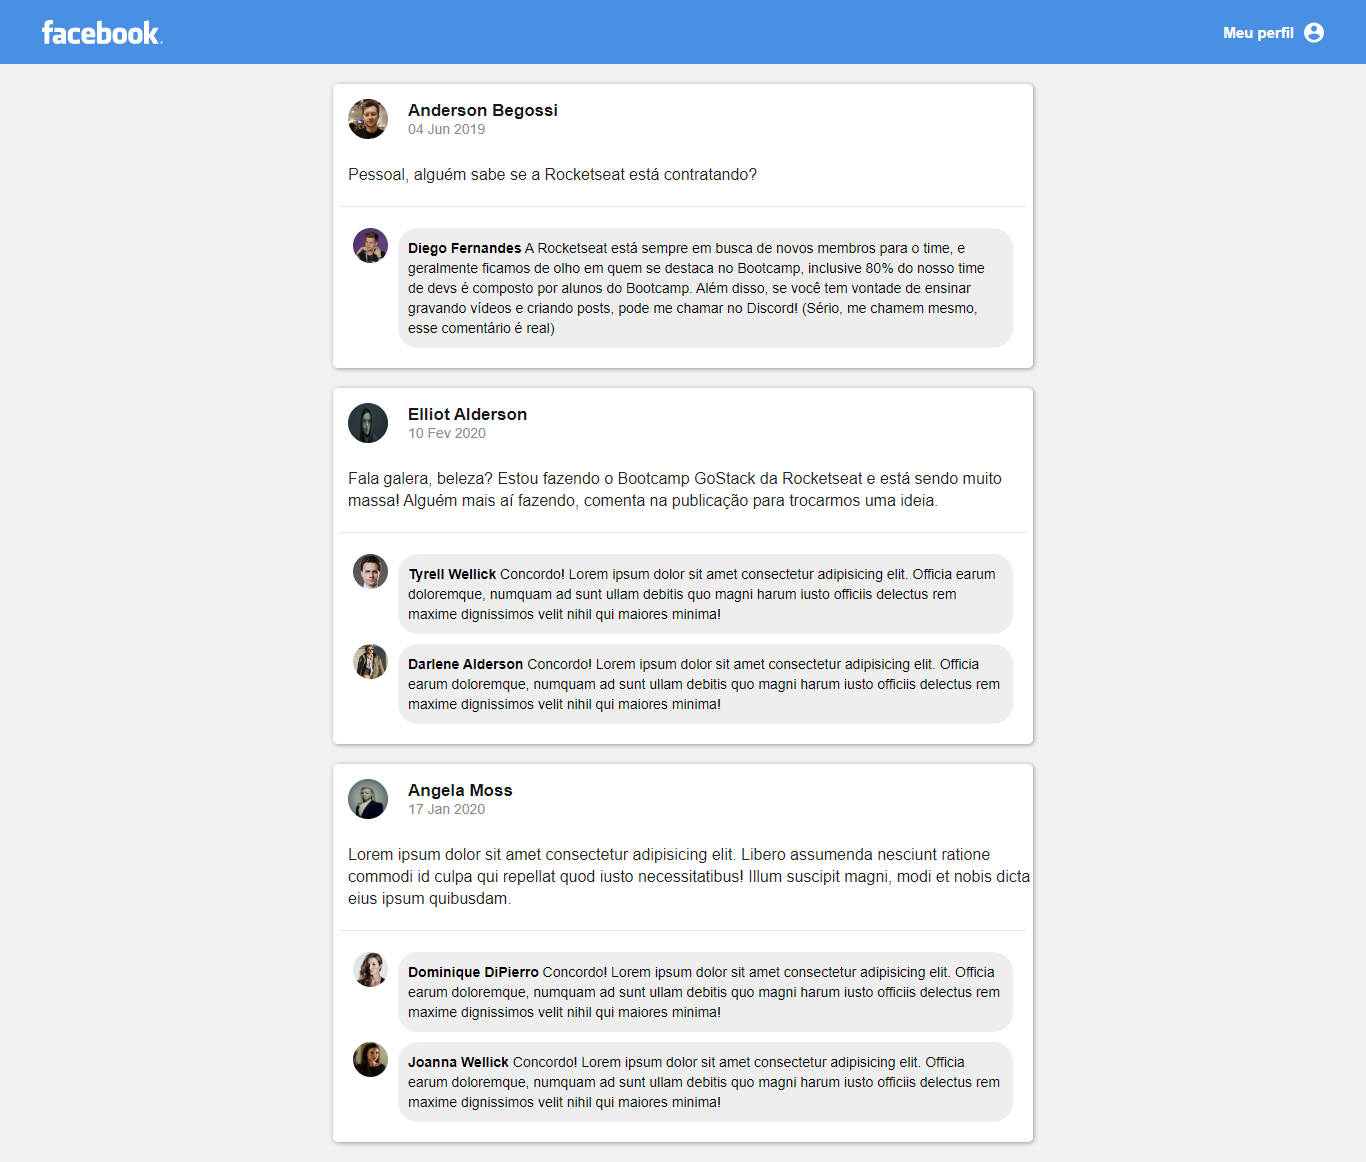 facebook.
Meu perfil
Anderson Begossi
04 Jun 2019
Pessoal, alguém sabe se a Rocketseat está contratando?
Diego Fernandes A Rocketseat está sempre em busca de novos membros para o time, e
geralmente ficamos de olho em quem se destaca no Bootcamp, inclusive 80% do nosso time
de devs é composto por alunos do Bootcamp. Além disso, se você tem vontade de ensinar
gravando vídeos e criando posts, pode me chamar no Discord! (Sério, me chamem mesmo,
esse comentário é real)
Elliot Alderson
10 Fev 2020
Fala galera, beleza? Estou fazendo o Bootcamp GoStack da Rocketseat e está sendo muito
massa! Alguém mais aí fazendo, comenta na publicação para trocarmos uma ideia.
Tyrell Wellick Concordo! Lorem ipsum dolor sit amet consectetur adipisicing elit. Officia earum
doloremque, numquam ad sunt ullam debitis quo magni harum iusto officiis delectus rem
maxime dignissimos velit nihil qui maiores minima!
Darlene Alderson Concordo! Lorem ipsum dolor sit amet consectetur adipisicing elit. Officia
earum doloremque, numquam ad sunt ullam debitis quo magni harum iusto officiis delectus rem
maxime dignissimos velit nihil qui maiores minima!
Angela Moss
17 Jan 2020
Lorem ipsum dolor sit amet consectetur adipisicing elit. Libero assumenda nesciunt ratione
commodi id culpa qui repellat quod iusto necessitatibus! Illum suscipit magni, modi et nobis dicta
eius ipsum quibusdam.
Dominique DiPierro Concordo! Lorem ipsum dolor sit amet consectetur adipisicing elit. Officia
earum doloremque, numquam ad sunt ullam debitis quo magni harum iusto officiis delectus rem
maxime dignissimos velit nihil qui maiores minima!
Joanna Wellick Concordo! Lorem ipsum dolor sit amet consectetur adipisicing elit. Officia
earum doloremque, numquam ad sunt ullam debitis quo magni harum iusto officiis delectus rem
maxime dignissimos velit nihil qui maiores minima!